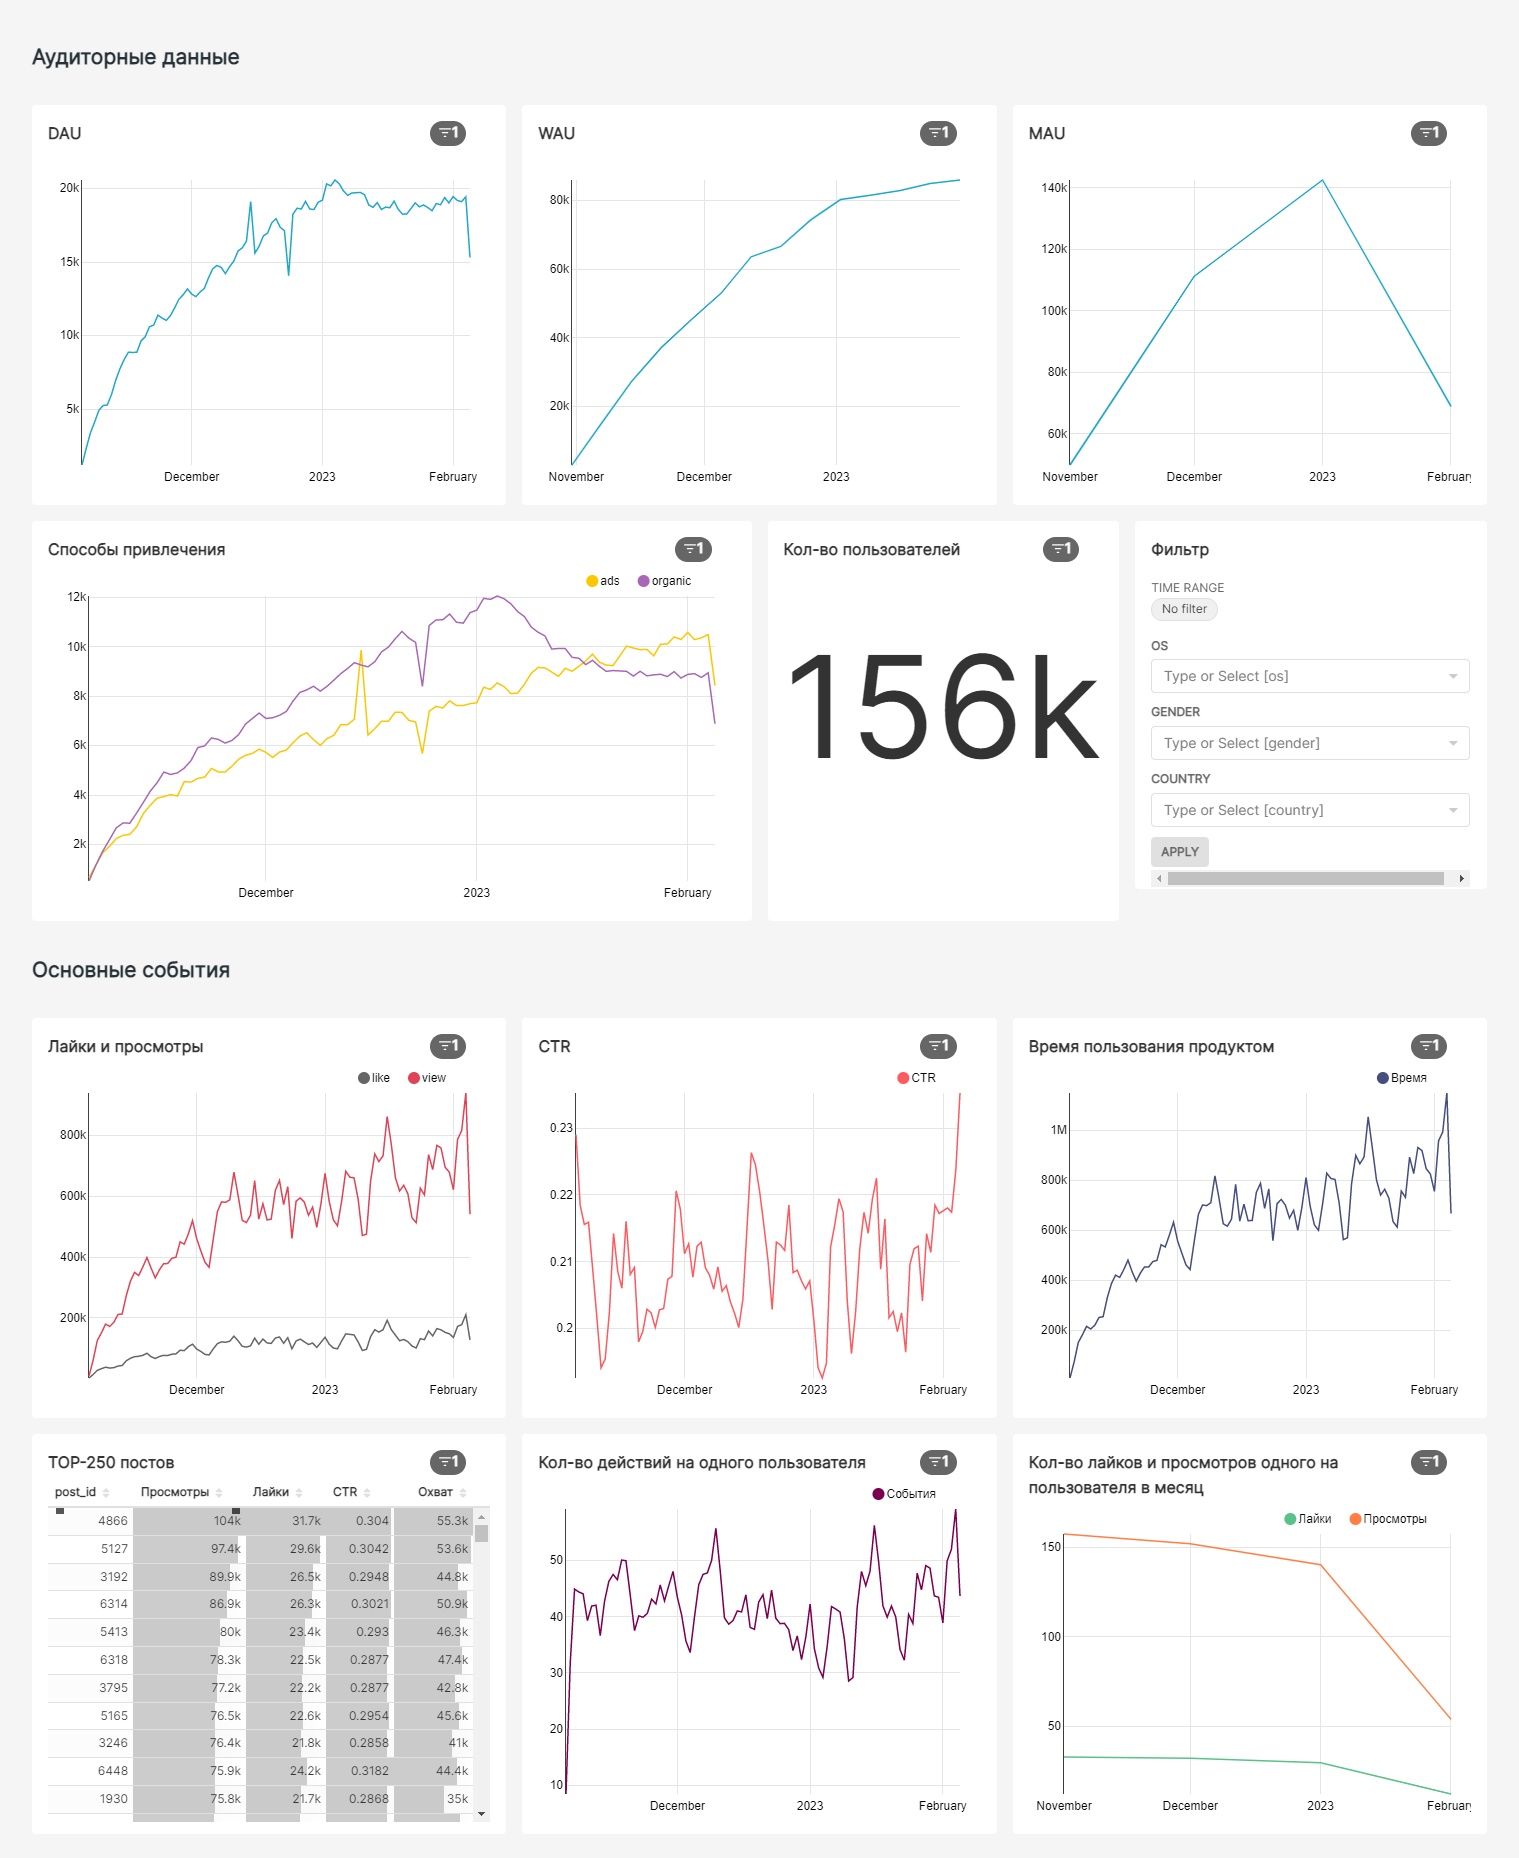 Аудиторные данные
DAU
1
20k
15k
10k
5k
December 2023 February
WAU
1
80k
60k
40k
20k
November December 2023
MAU
1
140k
120k
100k
80k
60k
November December 2023 February
Способы привлечения
1
ads organic
12k
10k
8k
6k
4k
2k
December 2023 February
Кол-во пользователей
1
156k
Фильтр
TIME RANGE
No filter
OS
Type or Select [os]
GENDER
Type or Select [gender]
COUNTRY
Type or Select [country]
APPLY
Основные события
Лайки и просмотры
1
like view
800k
600k
400k
200k
December 2023 February
CTR
1
CTR
0.23
0.22
0.21
0.2
December 2023 February
Время пользования продуктом
1
Время
1M
800k
600k
400k
200k
December 2023 February
TOP-250 постов
1
post_id Просмотры Лайки CTR Охват
4866 104k 31.7k 0.304 55.3k
5127 97.4k 29.6k 0.3042 53.6k
3192 89.9k 26.5k 0.2948 44.8k
6314 86.9k 26.3k 0.3021 50.9k
5413 80k 23.4k 0.293 46.3k
6318 78.3k 22.5k 0.2877 47.4k
3795 77.2k 22.2k 0.2877 42.8k
5165 76.5k 22.6k 0.2954 45.6k
3246 76.4k 21.8k 0.2858 41k
6448 75.9k 24.2k 0.3182 44.4k
1930 75.8k 21.7k 0.2868 35k
Кол-во действий на одного пользователя
1
События
50
40
30
20
10
December 2023 February
Кол-во лайков и просмотров одного на
пользователя в месяц
1
Лайки Просмотры
150
100
50
November December 2023 February